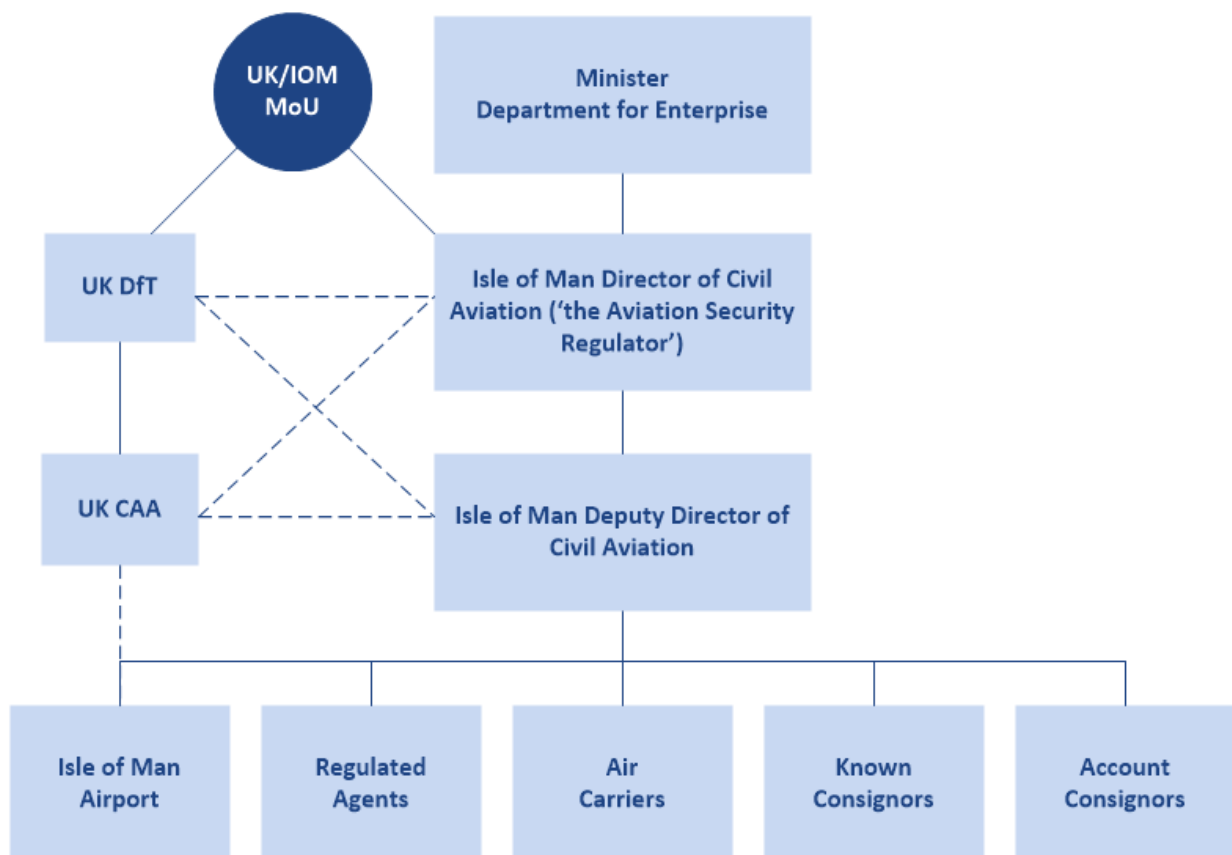 UK/IOM
MoU
Minister
Department for Enterprise
UK DfT
Isle of Man Director of Civil
Aviation (‘the Aviation Security
Regulator’)
UK CAA
Isle of Man Deputy Director of
Civil Aviation
Isle of Man
Airport
Regulated
Agents
Air
Carriers
Known
Consignors
Account
Consignors